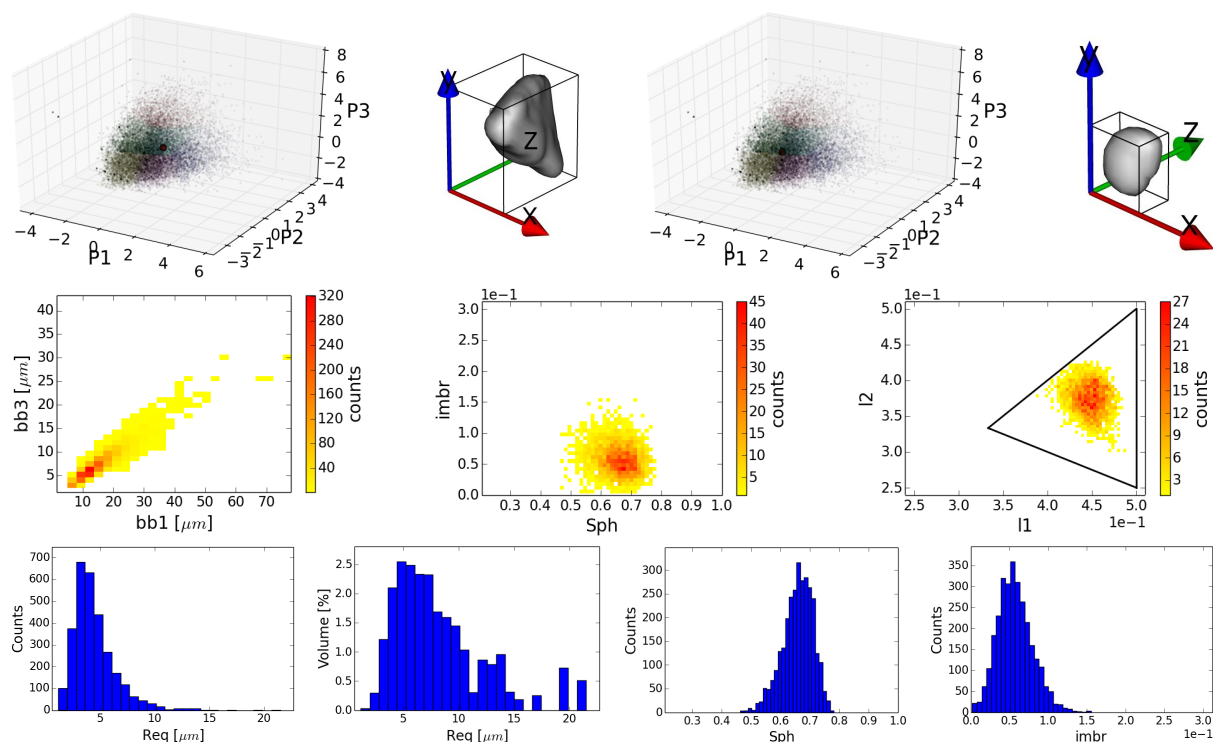 8
6
4
2
0
−2
−4
P3
−4 −2 0 2 4 6
P1
−3−2−1 0 1 2 3 4
P2
y
Z
X
8
6
4
2
0
−2
−4
P3
−4 −2 0 2 4 6
P1
−3−2−1 0 1 2 3 4
P2
y
Z
X
40
35
30
25
20
15
10
5
bb3 [μm]
10 20 30 40 50 60 70
bb1 [μm]
320
280
240
200
160
120
80
40
counts
1e−1
3.0
2.5
2.0
1.5
1.0
0.5
0.0
imbr
0.3 0.4 0.5 0.6 0.7 0.8 0.9 1.0
Sph
45
40
35
30
25
20
15
10
5
counts
1e−1
5.0
4.5
4.0
3.5
3.0
2.5
l2
2.5 3.0 3.5 4.0 4.5 5.0
l1
1e−1
27
24
21
18
15
12
9
6
3
counts
700
600
500
400
300
200
100
0
Counts
5 10 15 20
Req [μm]
2.5
2.0
1.5
1.0
0.5
0.0
Volume [%]
5 10 15 20
Req [μm]
300
250
200
150
100
50
0
Counts
0.3 0.4 0.5 0.6 0.7 0.8 0.9 1.0
Sph
350
300
250
200
150
100
50
0
Counts
0.0 0.5 1.0 1.5 2.0 2.5 3.0
imbr
1e−1